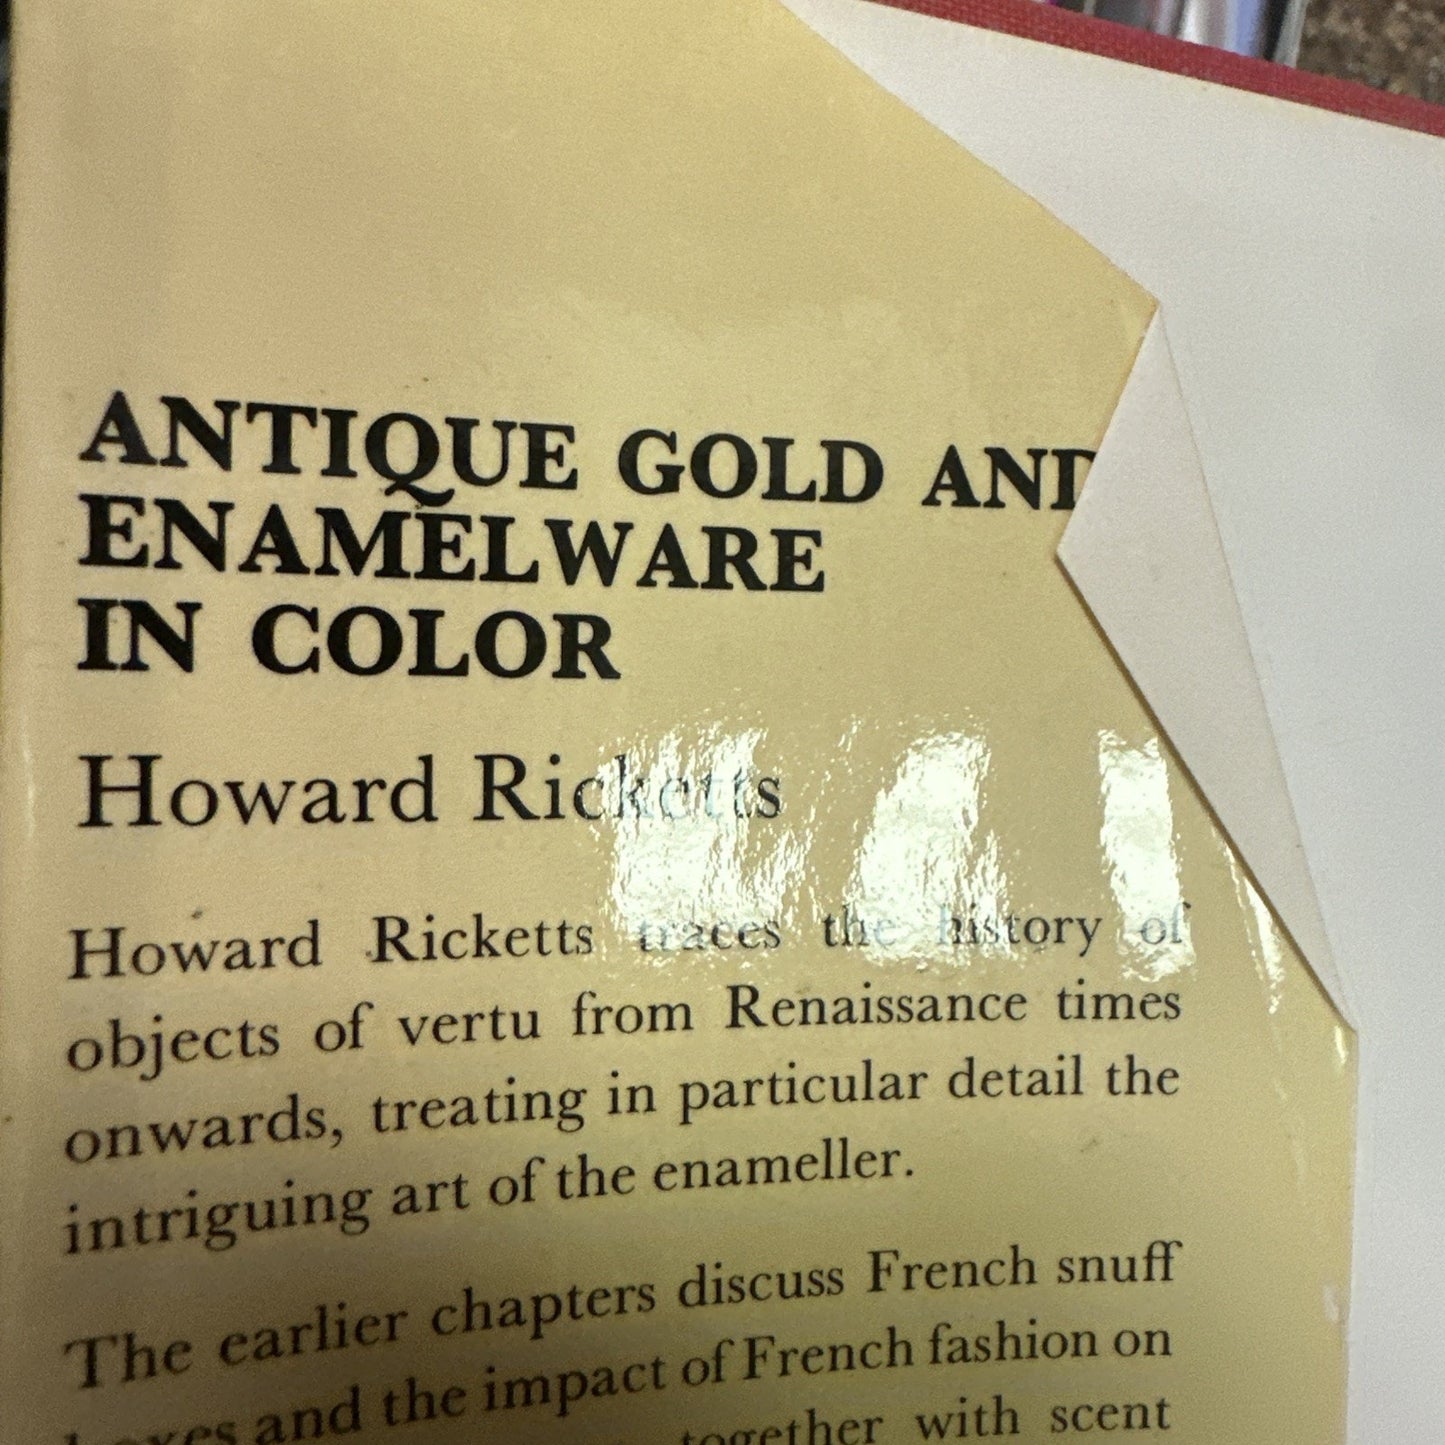 ANTIQUE GOLD AND
ENAMELWARE
IN COLOR
Howard Ricketts
Howard Ricketts traces the history of
objects of vertu from Renaissance times
onwards, treating in particular detail the
intriguing art of the enameller.
The earlier chapters discuss French snuff
boxes and the impact of French fashion on
together with scent